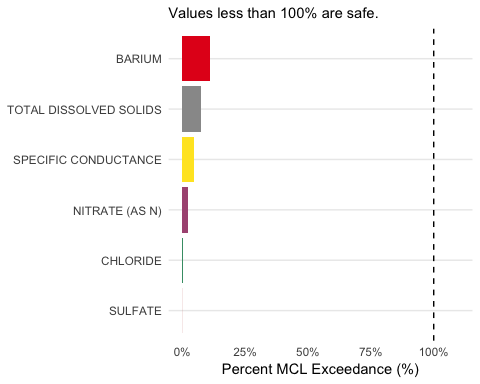 Values less than 100% are safe.
BARIUM
TOTAL DISSOLVED SOLIDS
SPECIFIC CONDUCTANCE
NITRATE (AS N)
CHLORIDE
SULFATE
0% 25% 50% 75% 100%
Percent MCL Exceedance (%)